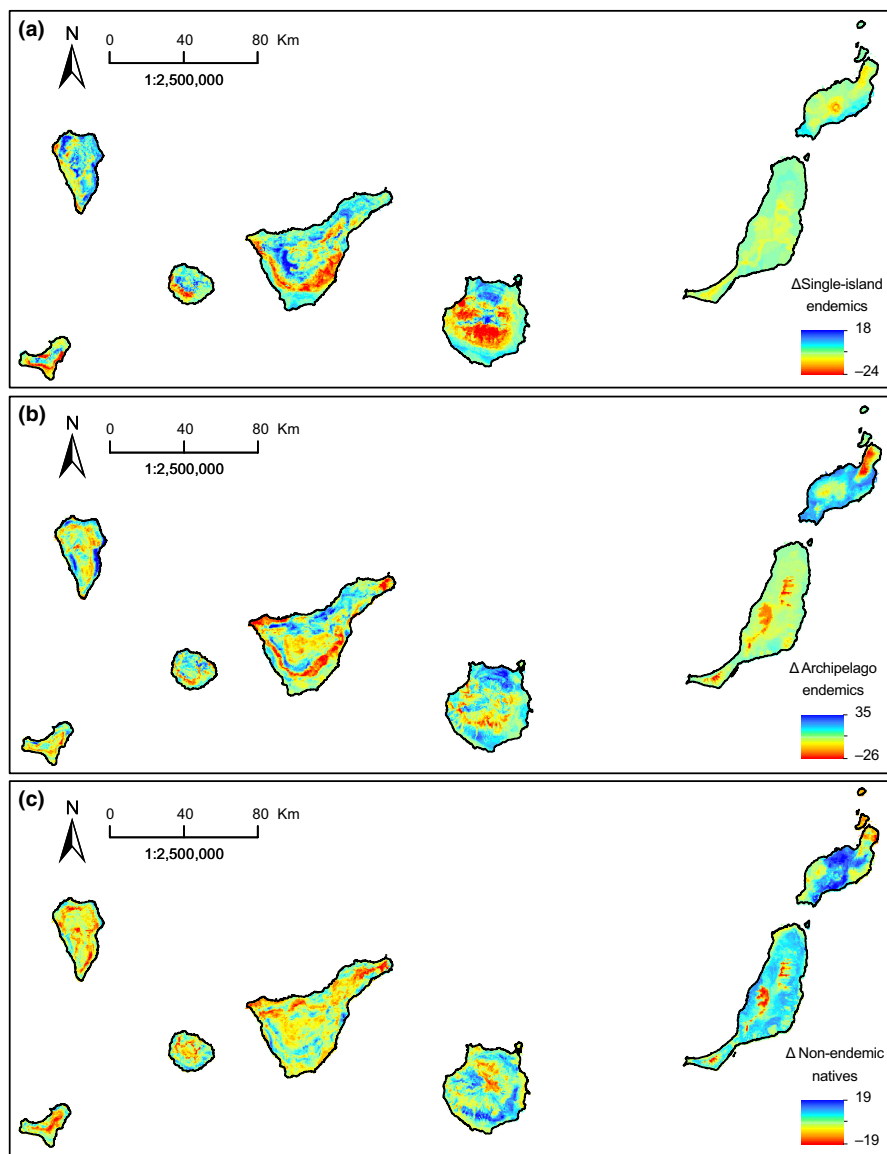 (a)
N
0 40 80 Km
1:2,500,000
ΔSingle-island
endemics
18
–24
(b)
N
0 40 80 Km
1:2,500,000
Δ Archipelago
endemics
35
–26
(c)
N
0 40 80 Km
1:2,500,000
Δ Non-endemic
natives
19
–19